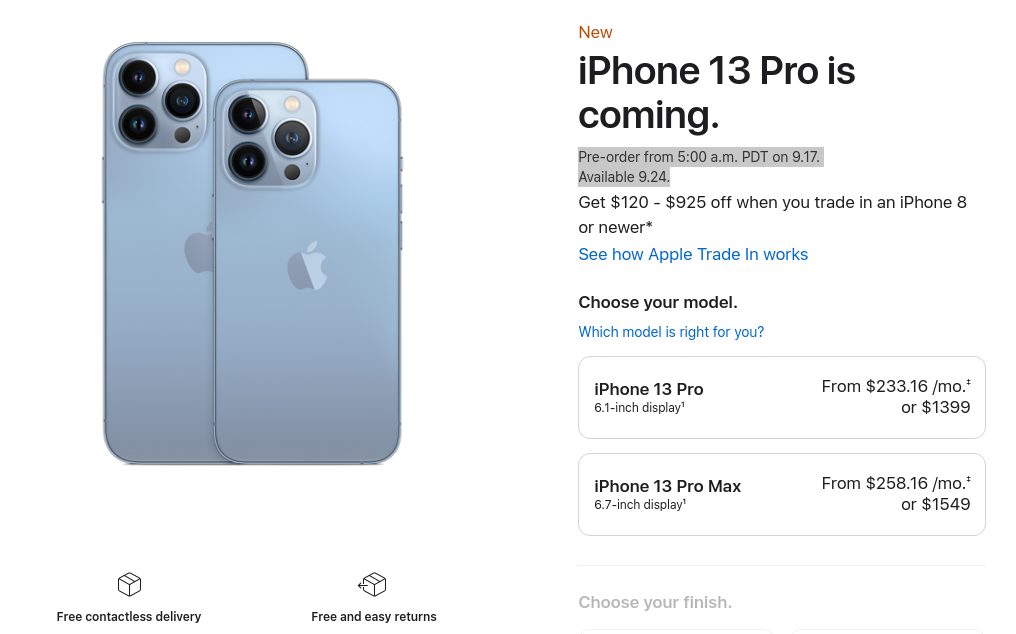 New
iPhone 13 Pro is
coming.
Pre-order from 5:00 a.m. PDT on 9.17.
Available 9.24.
Get $120 - $925 off when you trade in an iPhone 8
or newer*
See how Apple Trade In works
Choose your model.
Which model is right for you?
iPhone 13 Pro
6.1-inch display¹
From $233.16 /mo.‡
or $1399
iPhone 13 Pro Max
6.7-inch display¹
From $258.16 /mo.‡
or $1549
Choose your finish.
Free contactless delivery
Free and easy returns